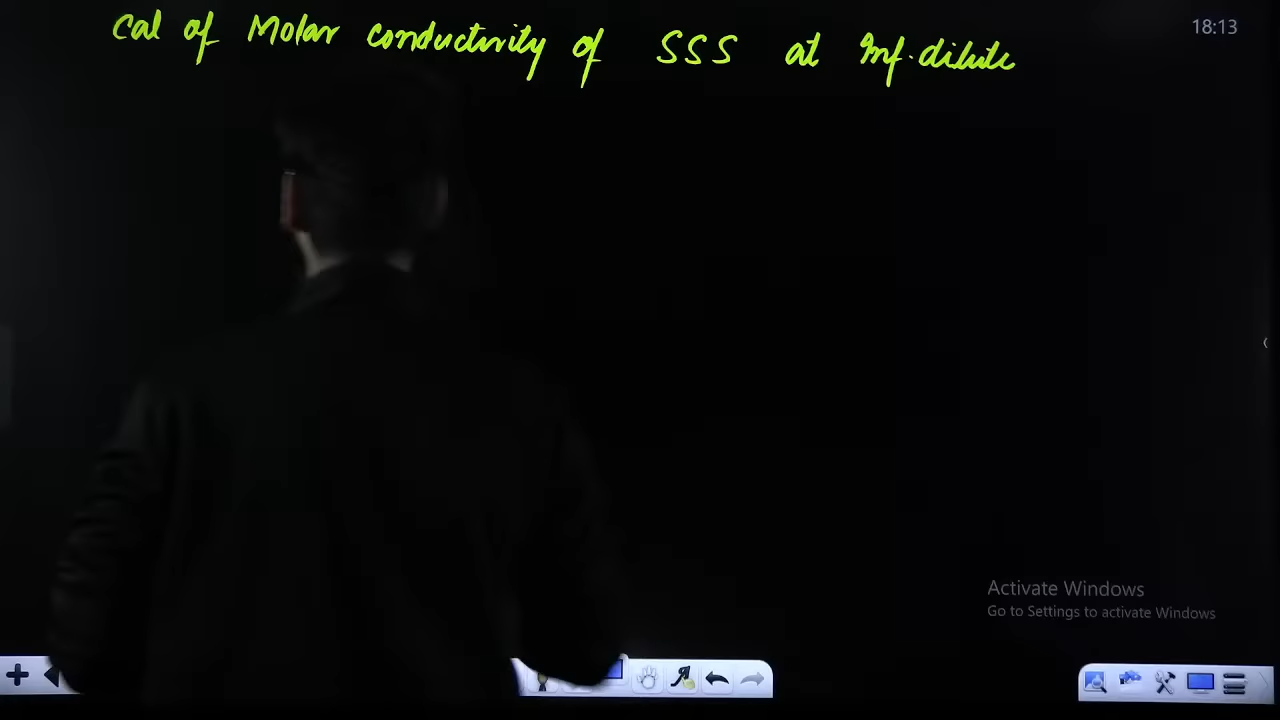 Cal of Molar conductivity of SSS at Inf. dilute
18:13
Activate Windows
Go to Settings to activate Windows